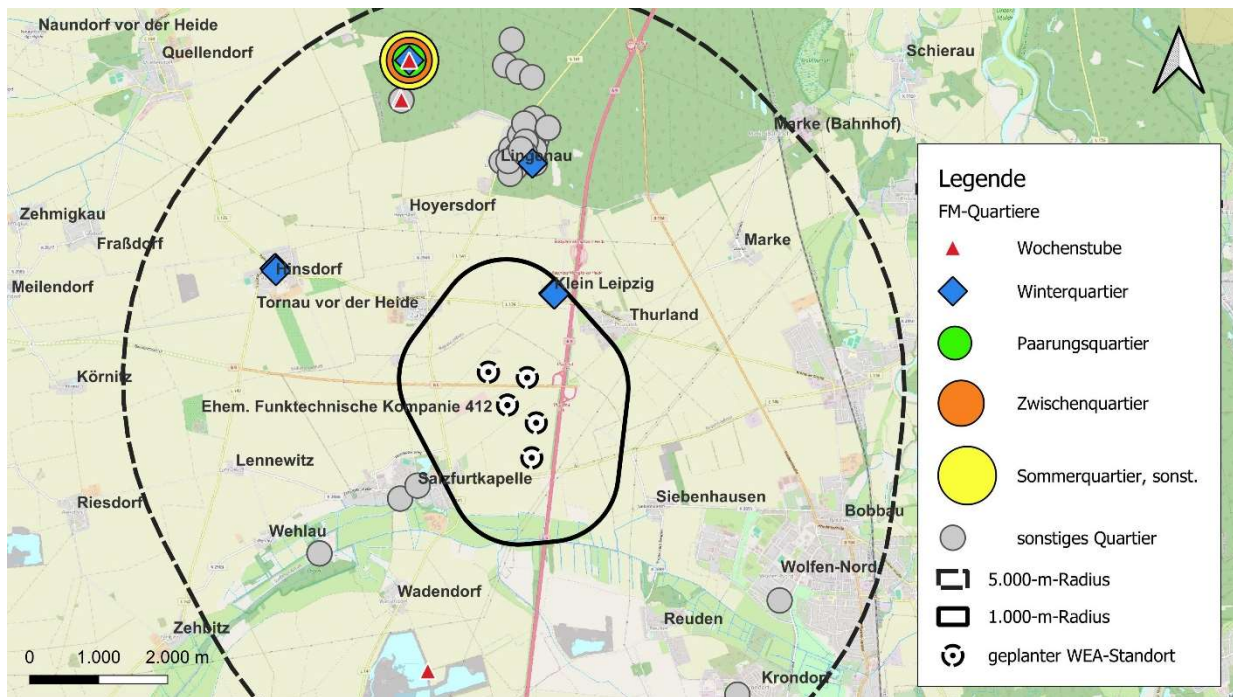 Naundorf vor der Heide
Quellendorf
Schierau
Marke (Bahnhof)
Lingenau
Zehmigkau
Hoyersdorf
Fraßdorf
Marke
Meilendorf
Hinsdorf
Klein Leipzig
Tornau vor der Heide
Thurland
Körnitz
Ehem. Funktechnische Kompanie 412
Lennewitz
Salzfurtkapelle
Riesdorf
Siebenhausen
Bobbau
Wehlau
Wolfen-Nord
Wadendorf
Reuden
Zehbitz
Krondorf
0 1.000 2.000 m
Legende
FM-Quartiere
Wochenstube
Winterquartier
Paarungsquartier
Zwischenquartier
Sommerquartier, sonst.
sonstiges Quartier
5.000-m-Radius
1.000-m-Radius
geplanter WEA-Standort